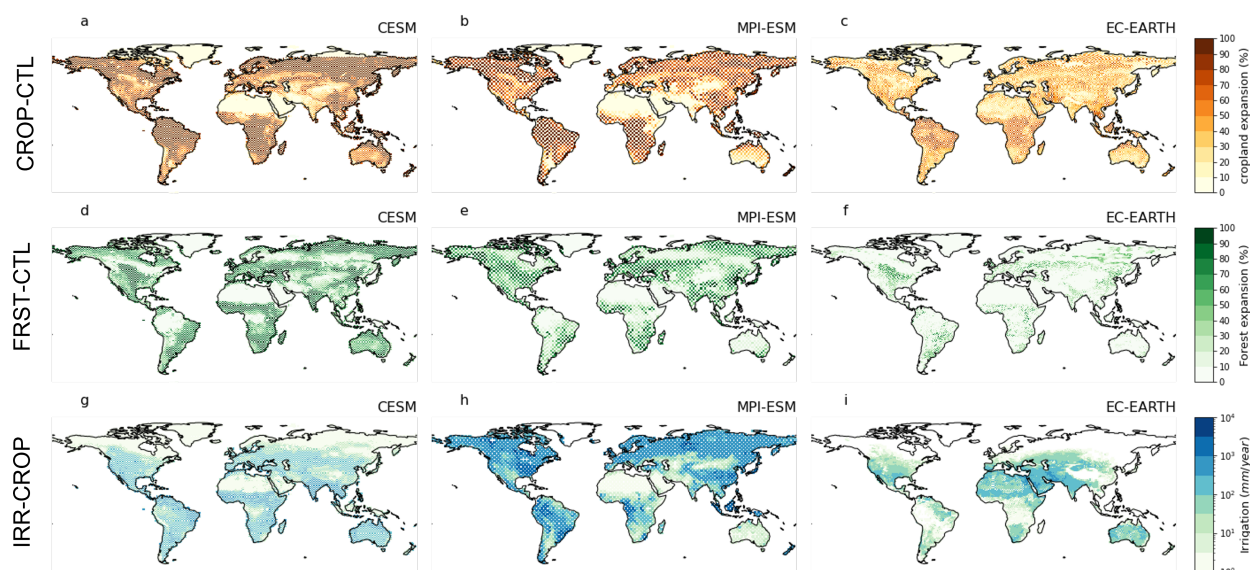 a
CESM
b
MPI-ESM
c
EC-EARTH
CROP-CTL
100
90
80
70
60
50
40
30
20
10
0
cropland expansion (%)
d
CESM
e
MPI-ESM
f
EC-EARTH
FRST-CTL
100
90
80
70
60
50
40
30
20
10
0
Forest expansion (%)
g
CESM
h
MPI-ESM
i
EC-EARTH
IRR-CROP
10⁴
10³
10²
10¹
Irrigation (mm/year)